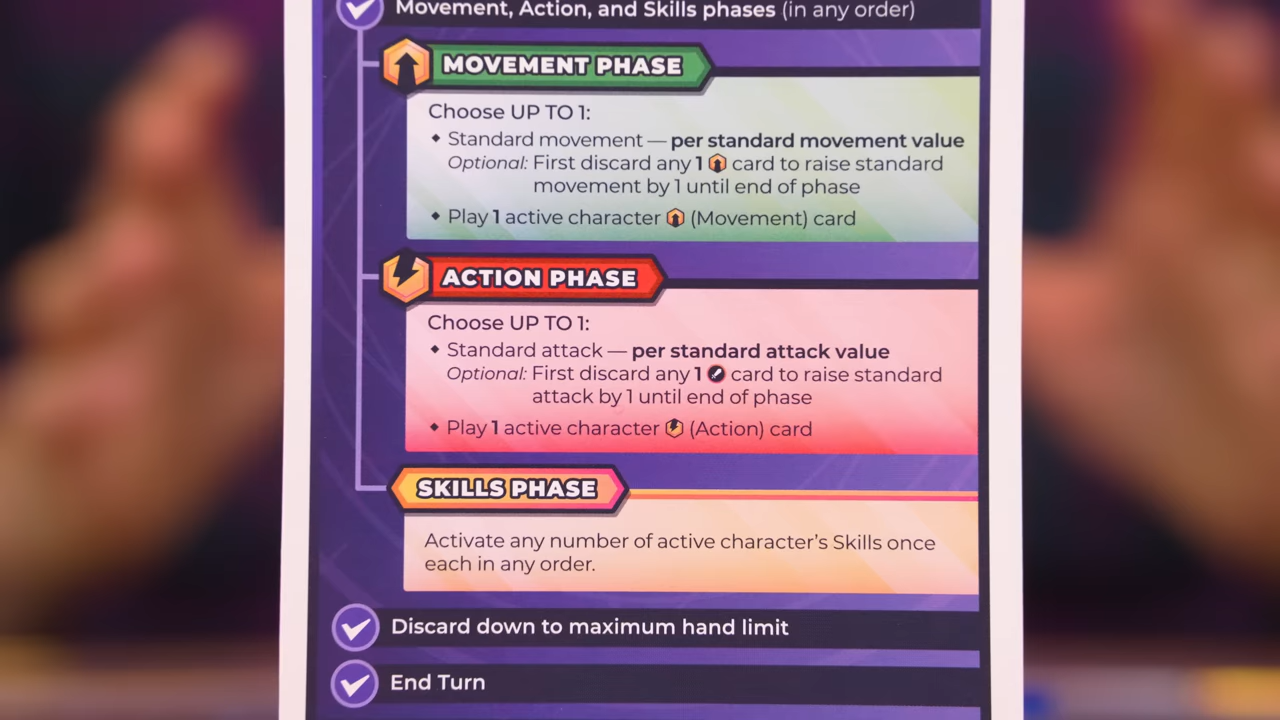 Movement, Action, and Skills phases (in any order)
MOVEMENT PHASE
Choose UP TO 1:
Standard movement — per standard movement value
Optional: First discard any 1 card to raise standard
movement by 1 until end of phase
Play 1 active character (Movement) card
ACTION PHASE
Choose UP TO 1:
Standard attack — per standard attack value
Optional: First discard any 1 card to raise standard
attack by 1 until end of phase
Play 1 active character (Action) card
SKILLS PHASE
Activate any number of active character's Skills once
each in any order.
Discard down to maximum hand limit
End Turn